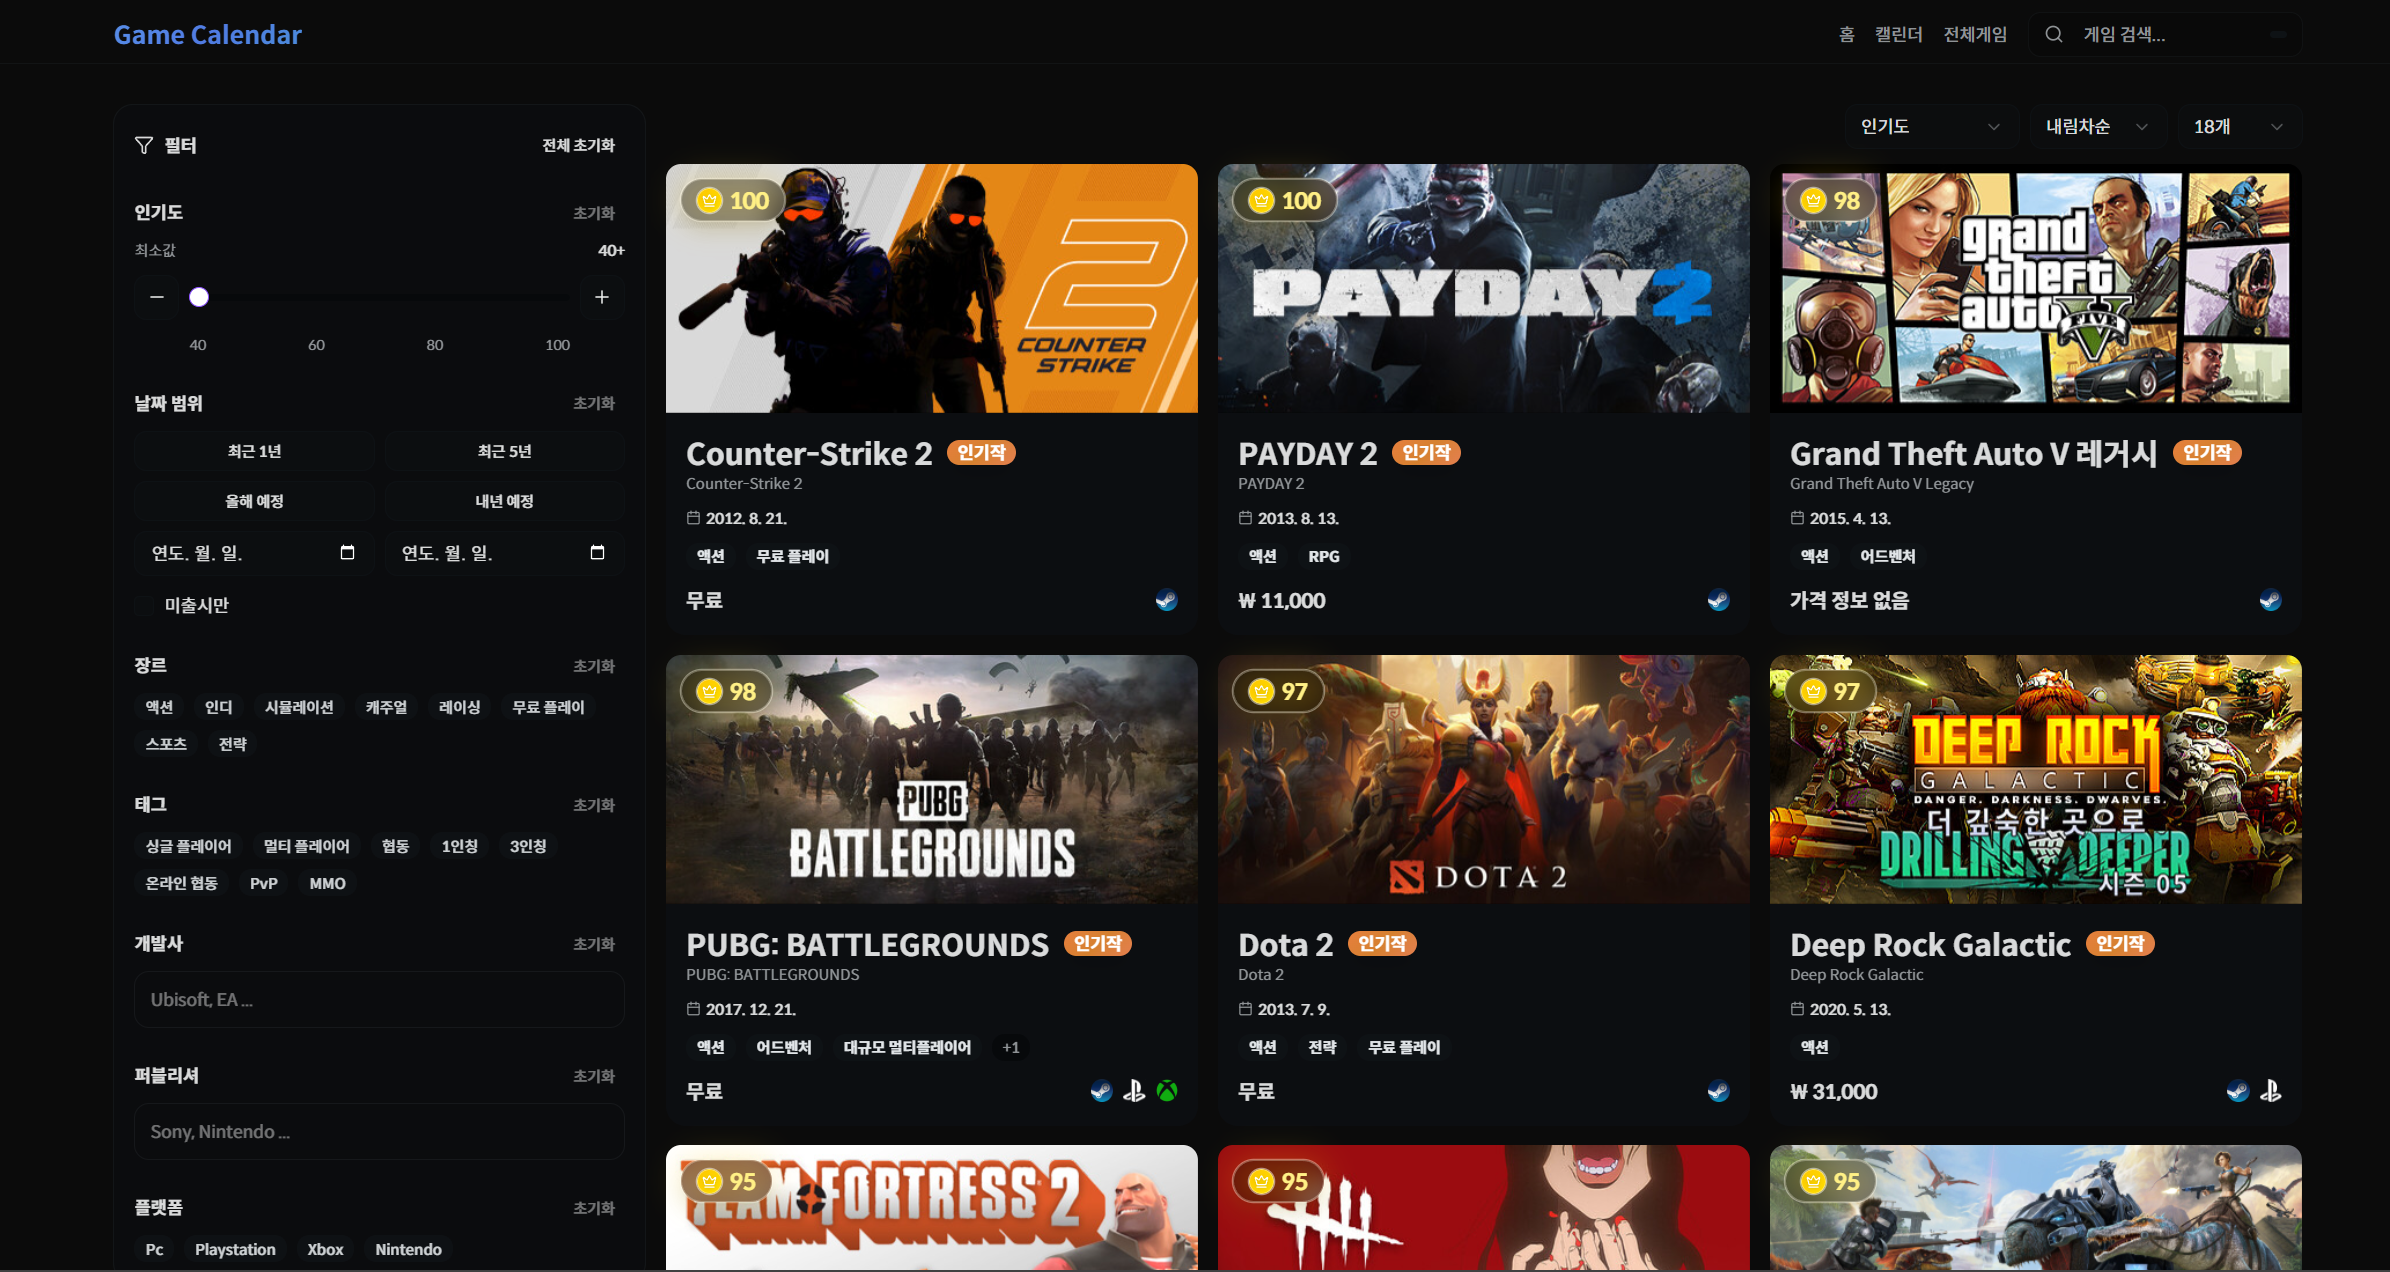 Game Calendar
홈 캘린더 전체게임 게임 검색...
필터 전체 초기화
인기도 초기화
최소값 40+
40 60 80 100
날짜 범위 초기화
최근 1년 최근 5년
올해 예정 내년 예정
연도. 월. 일. 연도. 월. 일.
미출시만
장르 초기화
액션 인디 시뮬레이션 캐주얼 레이싱 무료 플레이
스포츠 전략
태그 초기화
싱글 플레이어 멀티 플레이어 협동 1인칭 3인칭
온라인 협동 PvP MMO
개발사 초기화
Ubisoft, EA ...
퍼블리셔 초기화
Sony, Nintendo ...
플랫폼 초기화
Pc Playstation Xbox Nintendo
인기도 내림차순 18개
100
2
COUNTER
STRIKE
Counter-Strike 2 인기작
Counter-Strike 2
2012. 8. 21.
액션 무료 플레이
무료
100
PAYDAY 2
PAYDAY 2 인기작
PAYDAY 2
2013. 8. 13.
액션 RPG
₩ 11,000
98
grand
theft
auto V
FIVE
Grand Theft Auto V 레거시 인기작
Grand Theft Auto V Legacy
2015. 4. 13.
액션 어드벤처
가격 정보 없음
98
PUBG
BATTLEGROUNDS
PUBG: BATTLEGROUNDS 인기작
PUBG: BATTLEGROUNDS
2017. 12. 21.
액션 어드벤처 대규모 멀티플레이어 +1
무료
97
DOTA 2
Dota 2 인기작
Dota 2
2013. 7. 9.
액션 전략 무료 플레이
무료
97
DEEP ROCK
GALACTIC
DANGER. DARKNESS. DWARVES.
더 깊숙한 곳으로
DRILLING DEEPER
시즌 05
Deep Rock Galactic 인기작
Deep Rock Galactic
2020. 5. 13.
액션
₩ 31,000
95
TEAM FORTRESS 2
95
95